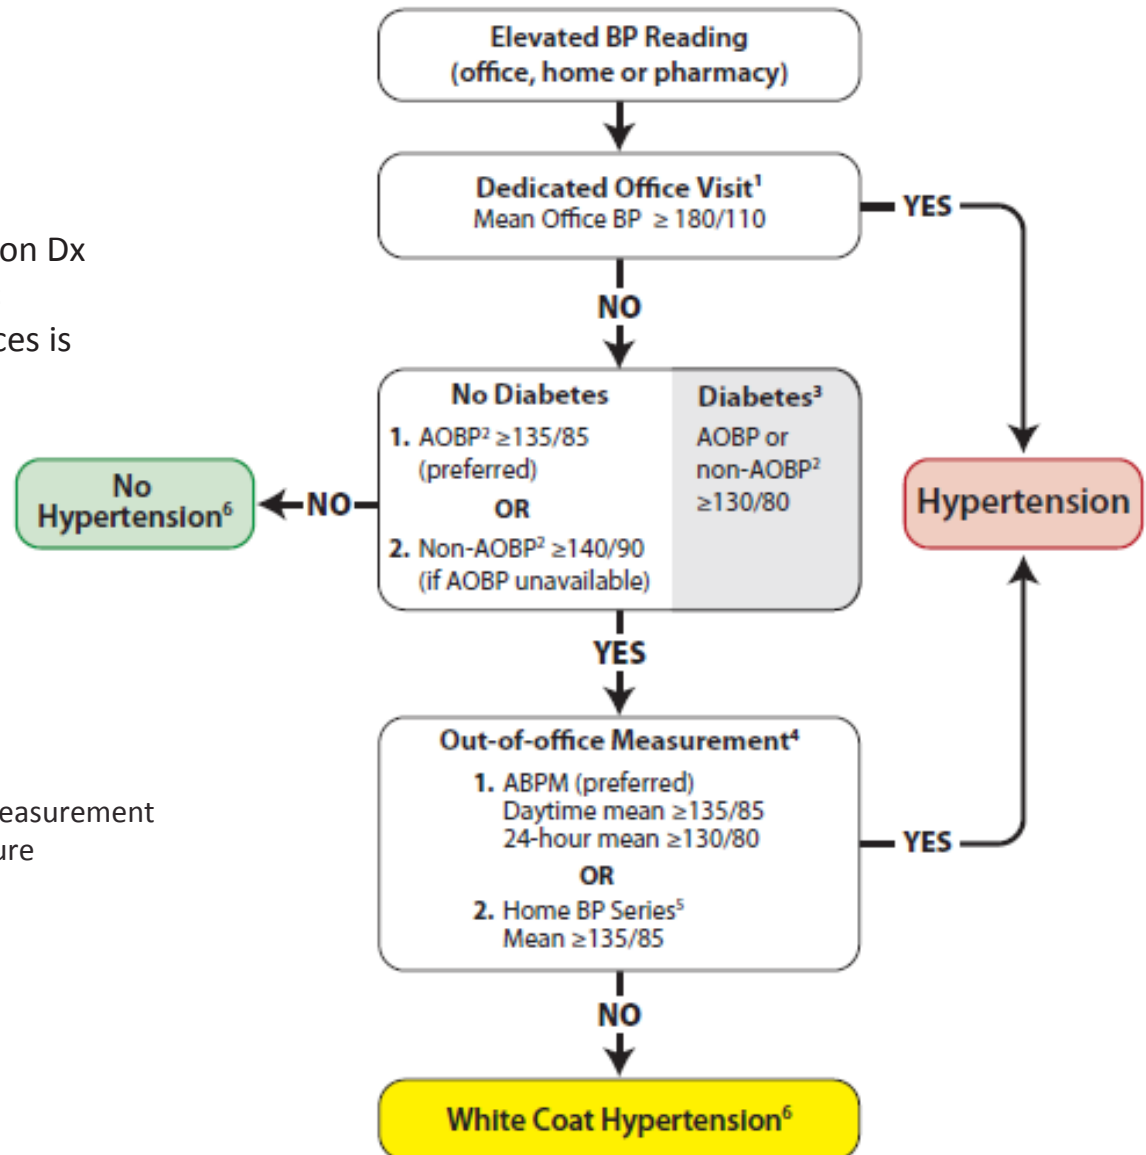 Elevated BP Reading
(office, home or pharmacy)
Dedicated Office Visit¹
Mean Office BP ≥ 180/110
YES
on Dx
ces is
NO
No Diabetes
1. AOBP² ≥135/85
(preferred)
OR
2. Non-AOBP² ≥140/90
(if AOBP unavailable)
Diabetes³
AOBP or
non-AOBP²
≥130/80
NO
No
Hypertension⁶
Hypertension
YES
Out-of-office Measurement⁴
1. ABPM (preferred)
Daytime mean ≥135/85
24-hour mean ≥130/80
OR
2. Home BP Series⁵
Mean ≥135/85
easurement
ure
YES
NO
White Coat Hypertension⁶